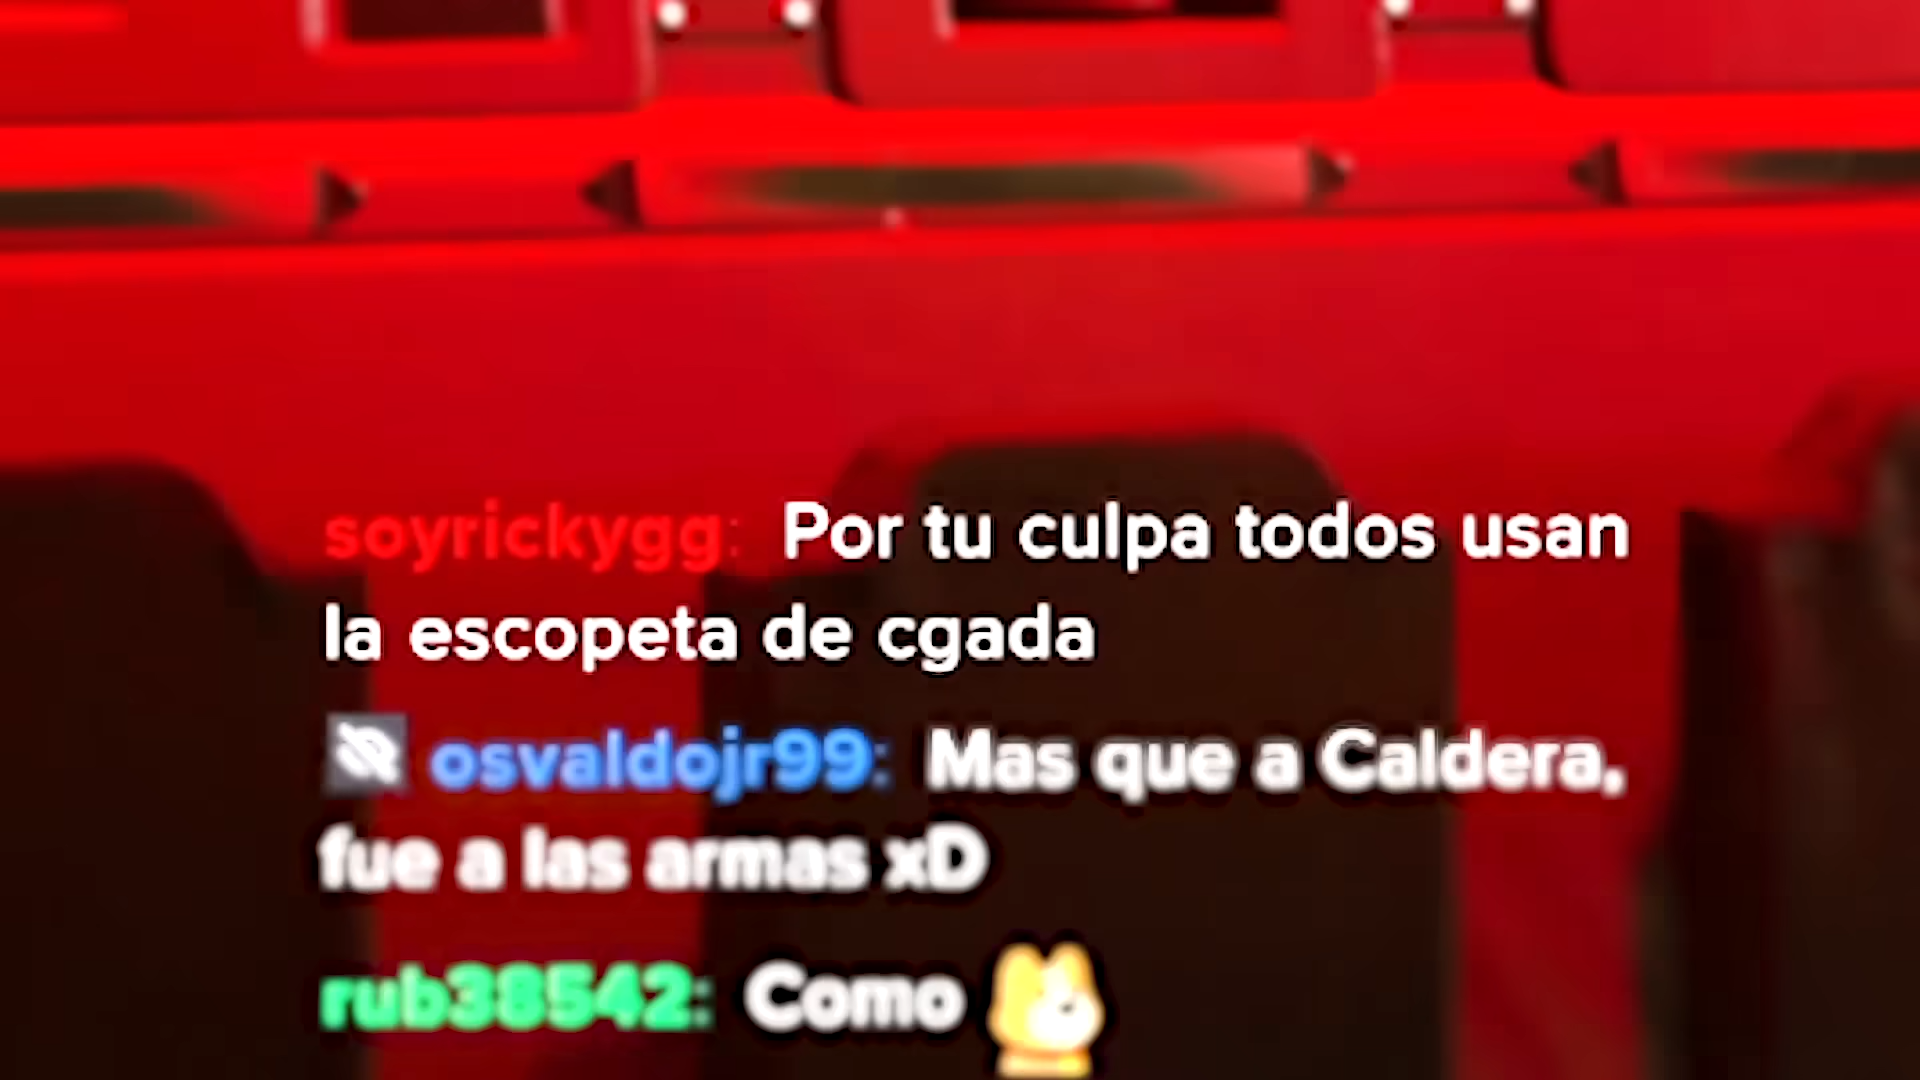 soyrickygg: Por tu culpa todos usan
la escopeta de cgada
osvaldojr99: Mas que a Caldera,
fue a las armas xD
rub38542: Como